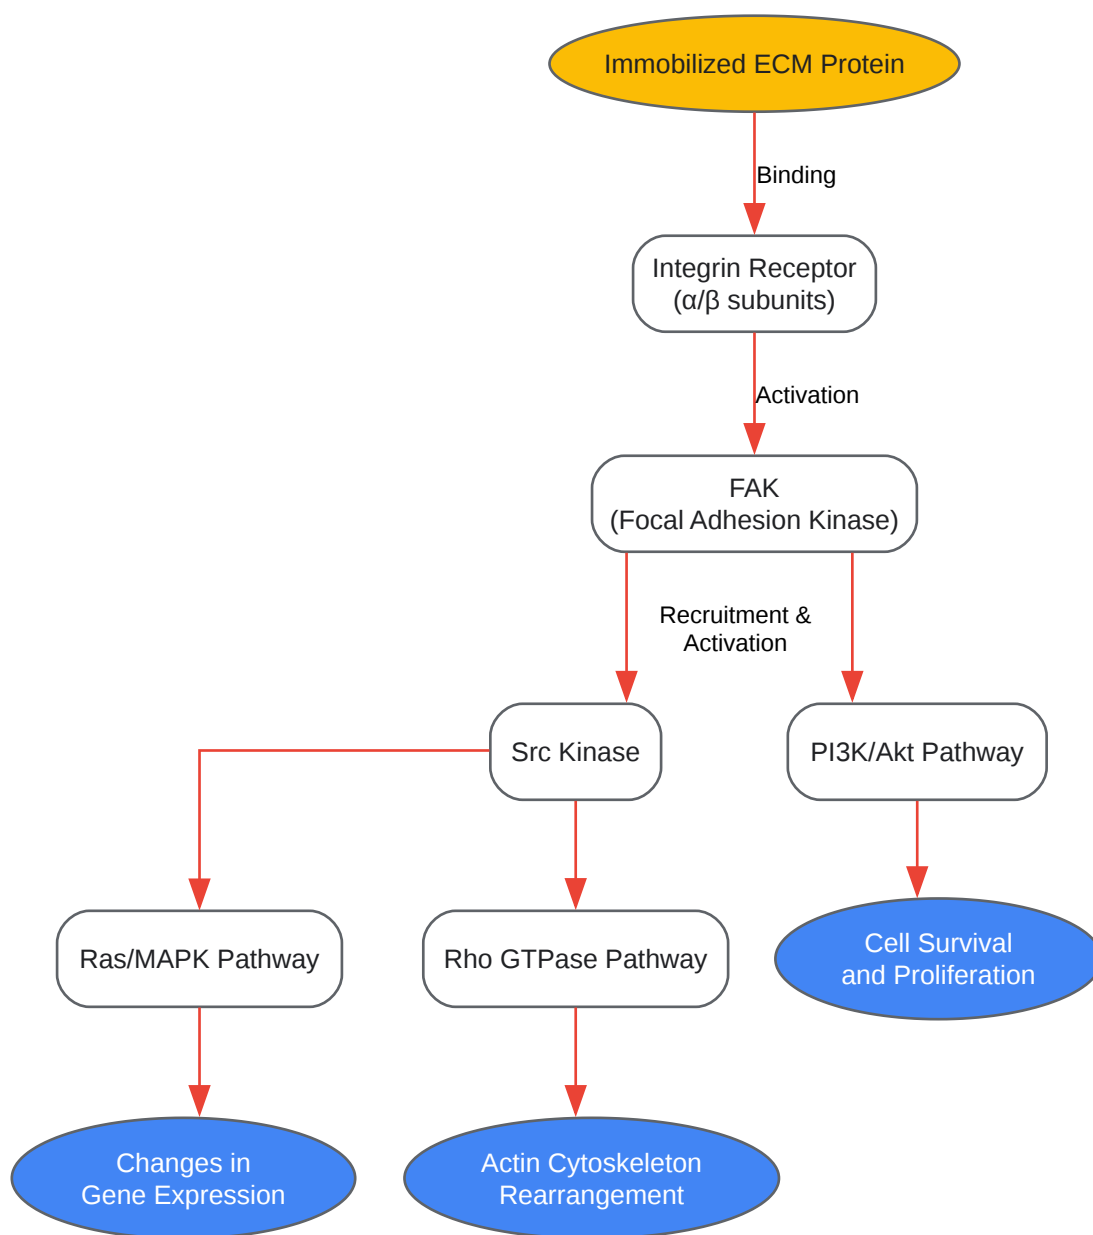 Immobilized ECM Protein
Binding
Integrin Receptor
(α/β subunits)
Activation
FAK
(Focal Adhesion Kinase)
Recruitment &
Activation
Src Kinase
PI3K/Akt Pathway
Ras/MAPK Pathway
Rho GTPase Pathway
Cell Survival
and Proliferation
Changes in
Gene Expression
Actin Cytoskeleton
Rearrangement